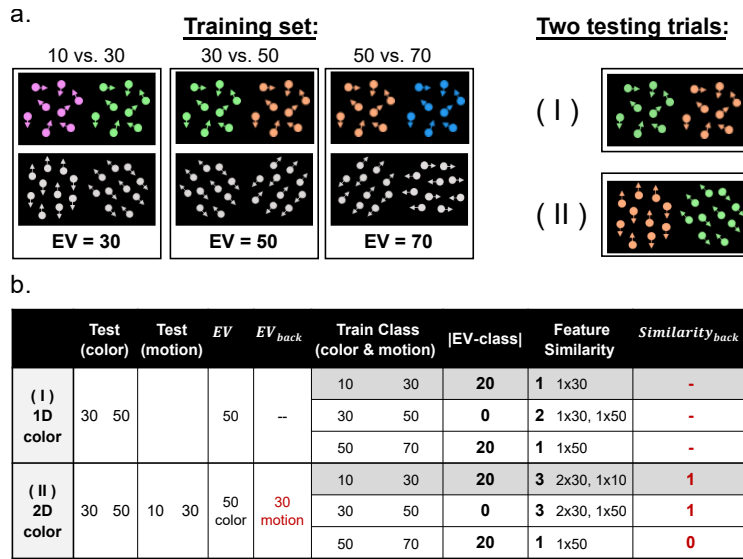 a.
Training set:
Two testing trials:
10 vs. 30
30 vs. 50
50 vs. 70
( I )
( II )
EV = 30
EV = 50
EV = 70
b.
Test (color)
Test (motion)
EV
EV_back
Train Class (color & motion)
|EV-class|
Feature Similarity
Similarity_back
( I ) 1D color
30 50
50
--
10 30 20 1 1x30 -
30 50 0 2 1x30, 1x50 -
50 70 20 1 1x50 -
( II ) 2D color
30 50
10 30
50 color
30 motion
10 30 20 3 2x30, 1x10 1
30 50 0 3 2x30, 1x50 1
50 70 20 1 1x50 0